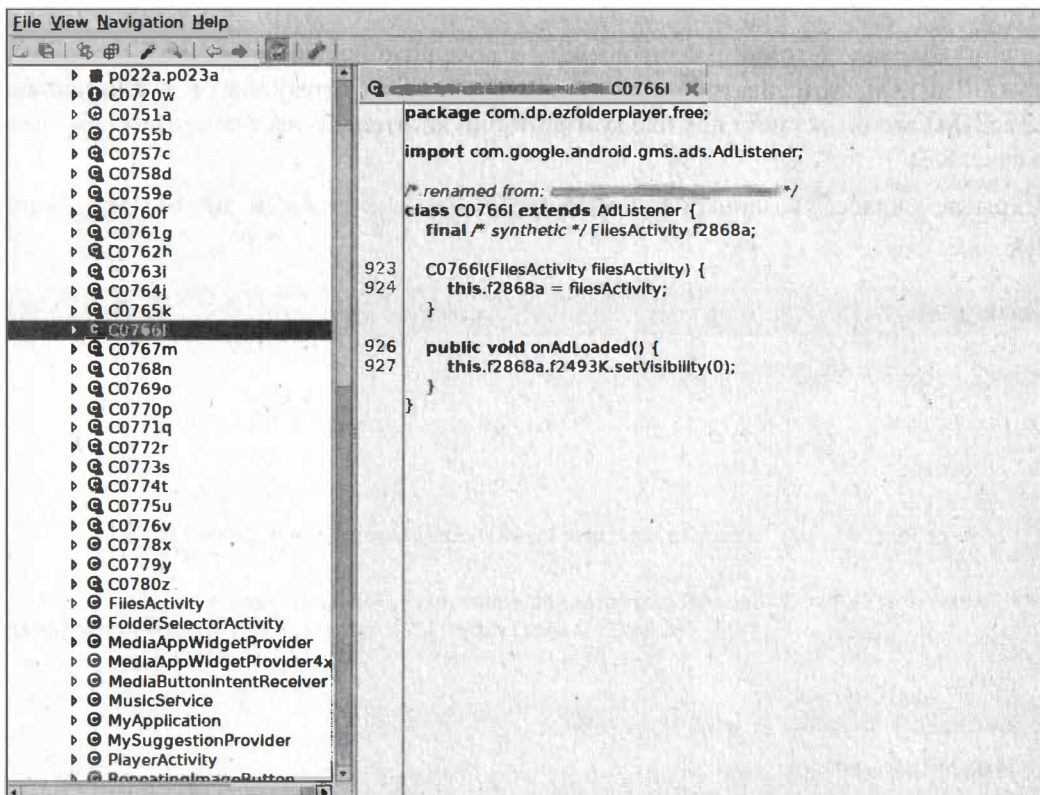 File View Navigation Help
p022a.p023a
C0720w
C0751a
C0755b
C0757c
C0758d
C0759e
C0760f
C0761g
C0762h
C0763i
C0764j
C0765k
C0766l
C0767m
C0768n
C0769o
C0770p
C0771q
C0772r
C0773s
C0774t
C0775u
C0776v
C0778x
C0779y
C0780z
FilesActivity
FolderSelectorActivity
MediaAppWidgetProvider
MediaAppWidgetProvider4x
MediaButtonIntentReceiver
MusicService
MyApplication
MySuggestionProvider
PlayerActivity
RepeatingImageButton
C0766l
package com.dp.ezfolderplayer.free;
import com.google.android.gms.ads.AdListener;
/* renamed from: */
class C0766l extends AdListener {
final /* synthetic */ FilesActivity f2868a;
923 C0766l(FilesActivity filesActivity) {
924 this.f2868a = filesActivity;
}
926 public void onAdLoaded() {
927 this.f2868a.f2493K.setVisibility(0);
}
}